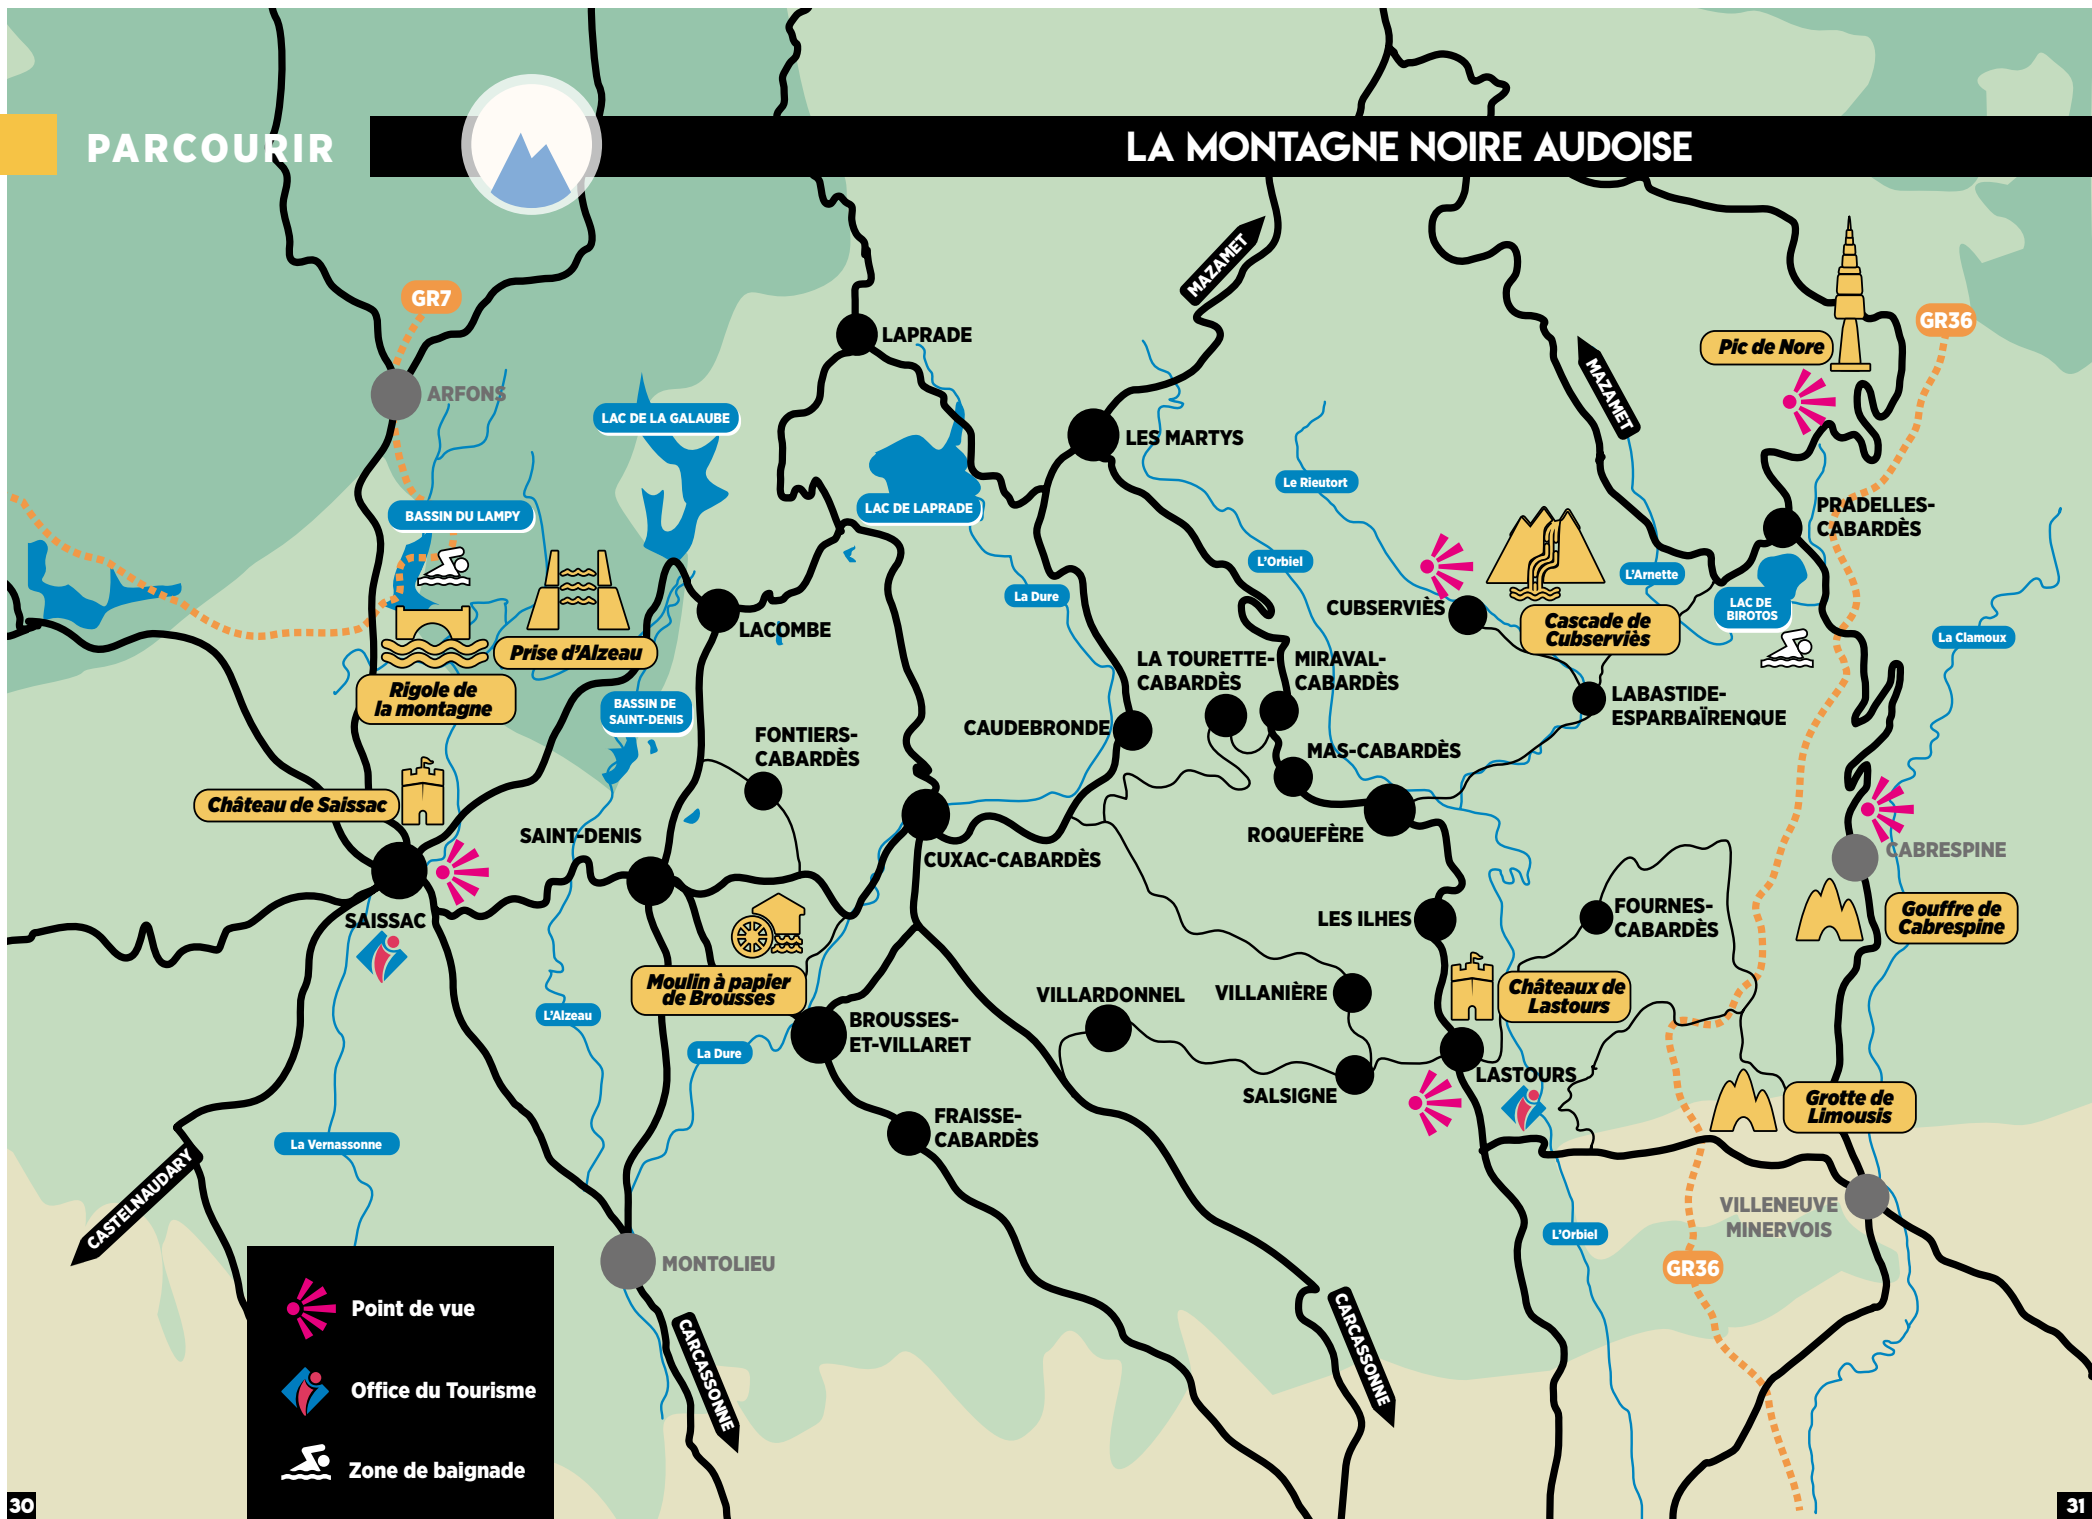 PARCOURIR
LA MONTAGNE NOIRE AUDOISE
MAZAMET
GR7
GR36
Pic de Nore
LAPRADE
MAZAMET
ARFONS
LAC DE LA GALAUBE
LES MARTYS
Le Rieutort
LAC DE LAPRADE
BASSIN DU LAMPY
PRADELLES-
CABARDÈS
L'Orbiel
L'Arnette
La Dure
LAC DE
BIROTOS
CUBSERVIÈS
Cascade de
Cubserviès
LACOMBE
La Clamoux
Prise d'Alzeau
LA TOURETTE-
CABARDÈS
MIRAVAL-
CABARDÈS
Rigole de
la montagne
BASSIN DE
SAINT-DENIS
LABASTIDE-
ESPARBAÏRENQUE
CAUDEBRONDE
FONTIERS-
CABARDÈS
MAS-CABARDÈS
Château de Saissac
SAINT-DENIS
ROQUEFÈRE
CUXAC-CABARDÈS
CABRESPINE
SAISSAC
LES ILHES
FOURNES-
CABARDÈS
Gouffre de
Cabrespine
Moulin à papier
de Brousses
VILLARDONNEL
VILLANIÈRE
Châteaux de
Lastours
L'Alzeau
BROUSSES-
ET-VILLARET
La Dure
LASTOURS
SALSIGNE
Grotte de
Limousis
FRAISSE-
CABARDÈS
La Vernassonne
CASTELNAUDARY
VILLENEUVE
MINERVOIS
L'Orbiel
MONTOLIEU
GR36
CARCASSONNE
CARCASSONNE
Point de vue
Office du Tourisme
Zone de baignade
30
31